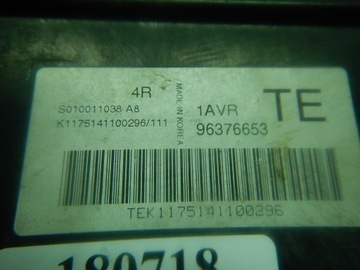 4R
S010011038 A8
K1175141100296/111
MADE IN KOREA
1AVR
96376653
TE
TEK1175141100296
180718